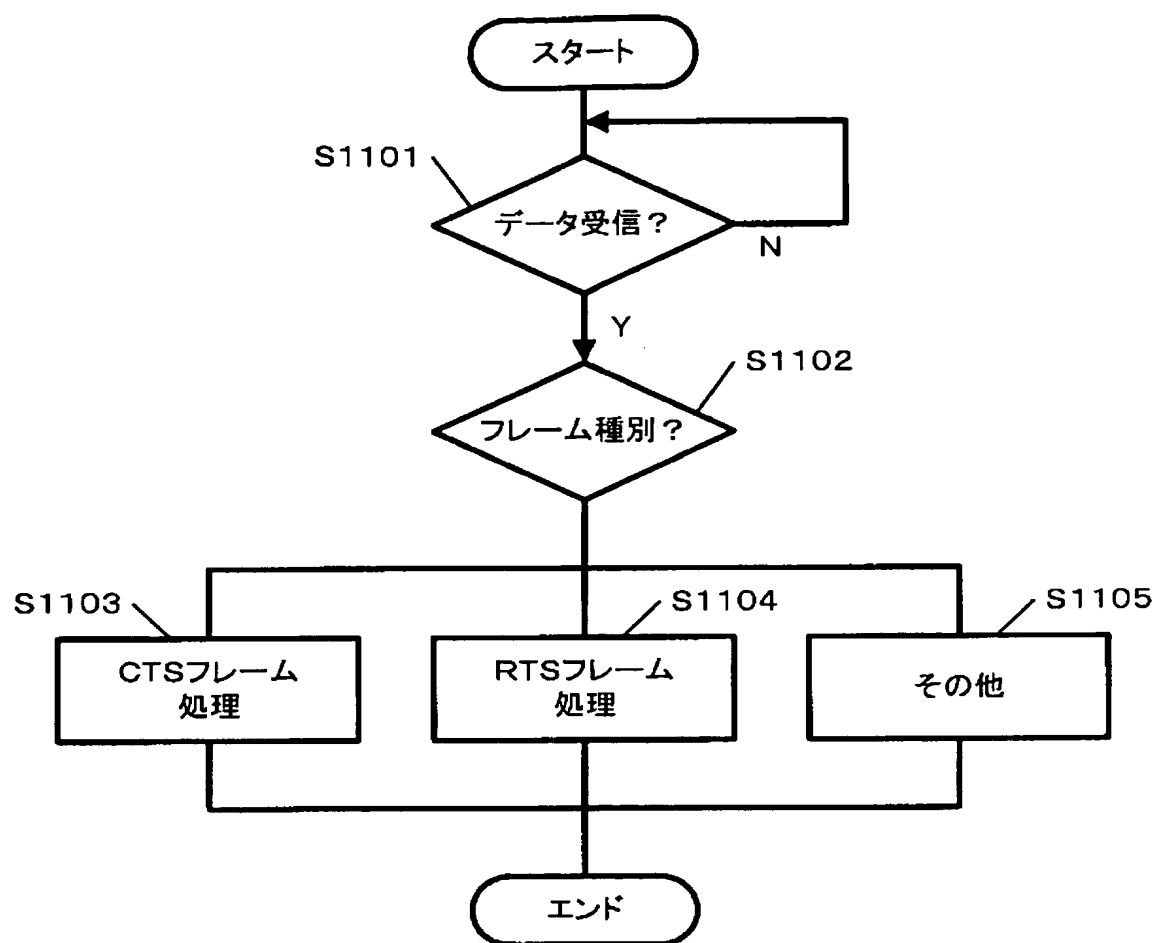 スタート
S1101
データ受信?
N
Y
S1102
フレーム種別?
S1103
CTSフレーム
処理
S1104
RTSフレーム
処理
S1105
その他
エンド